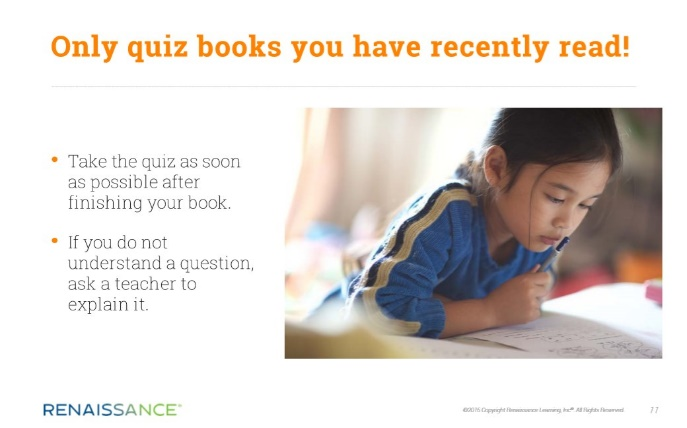 Only quiz books you have recently read!
• Take the quiz as soon
as possible after
finishing your book.
• If you do not
understand a question,
ask a teacher to
explain it.
RENAISSANCE™
©2015 Copyright Renaissance Learning, Inc. All Rights Reserved. 11